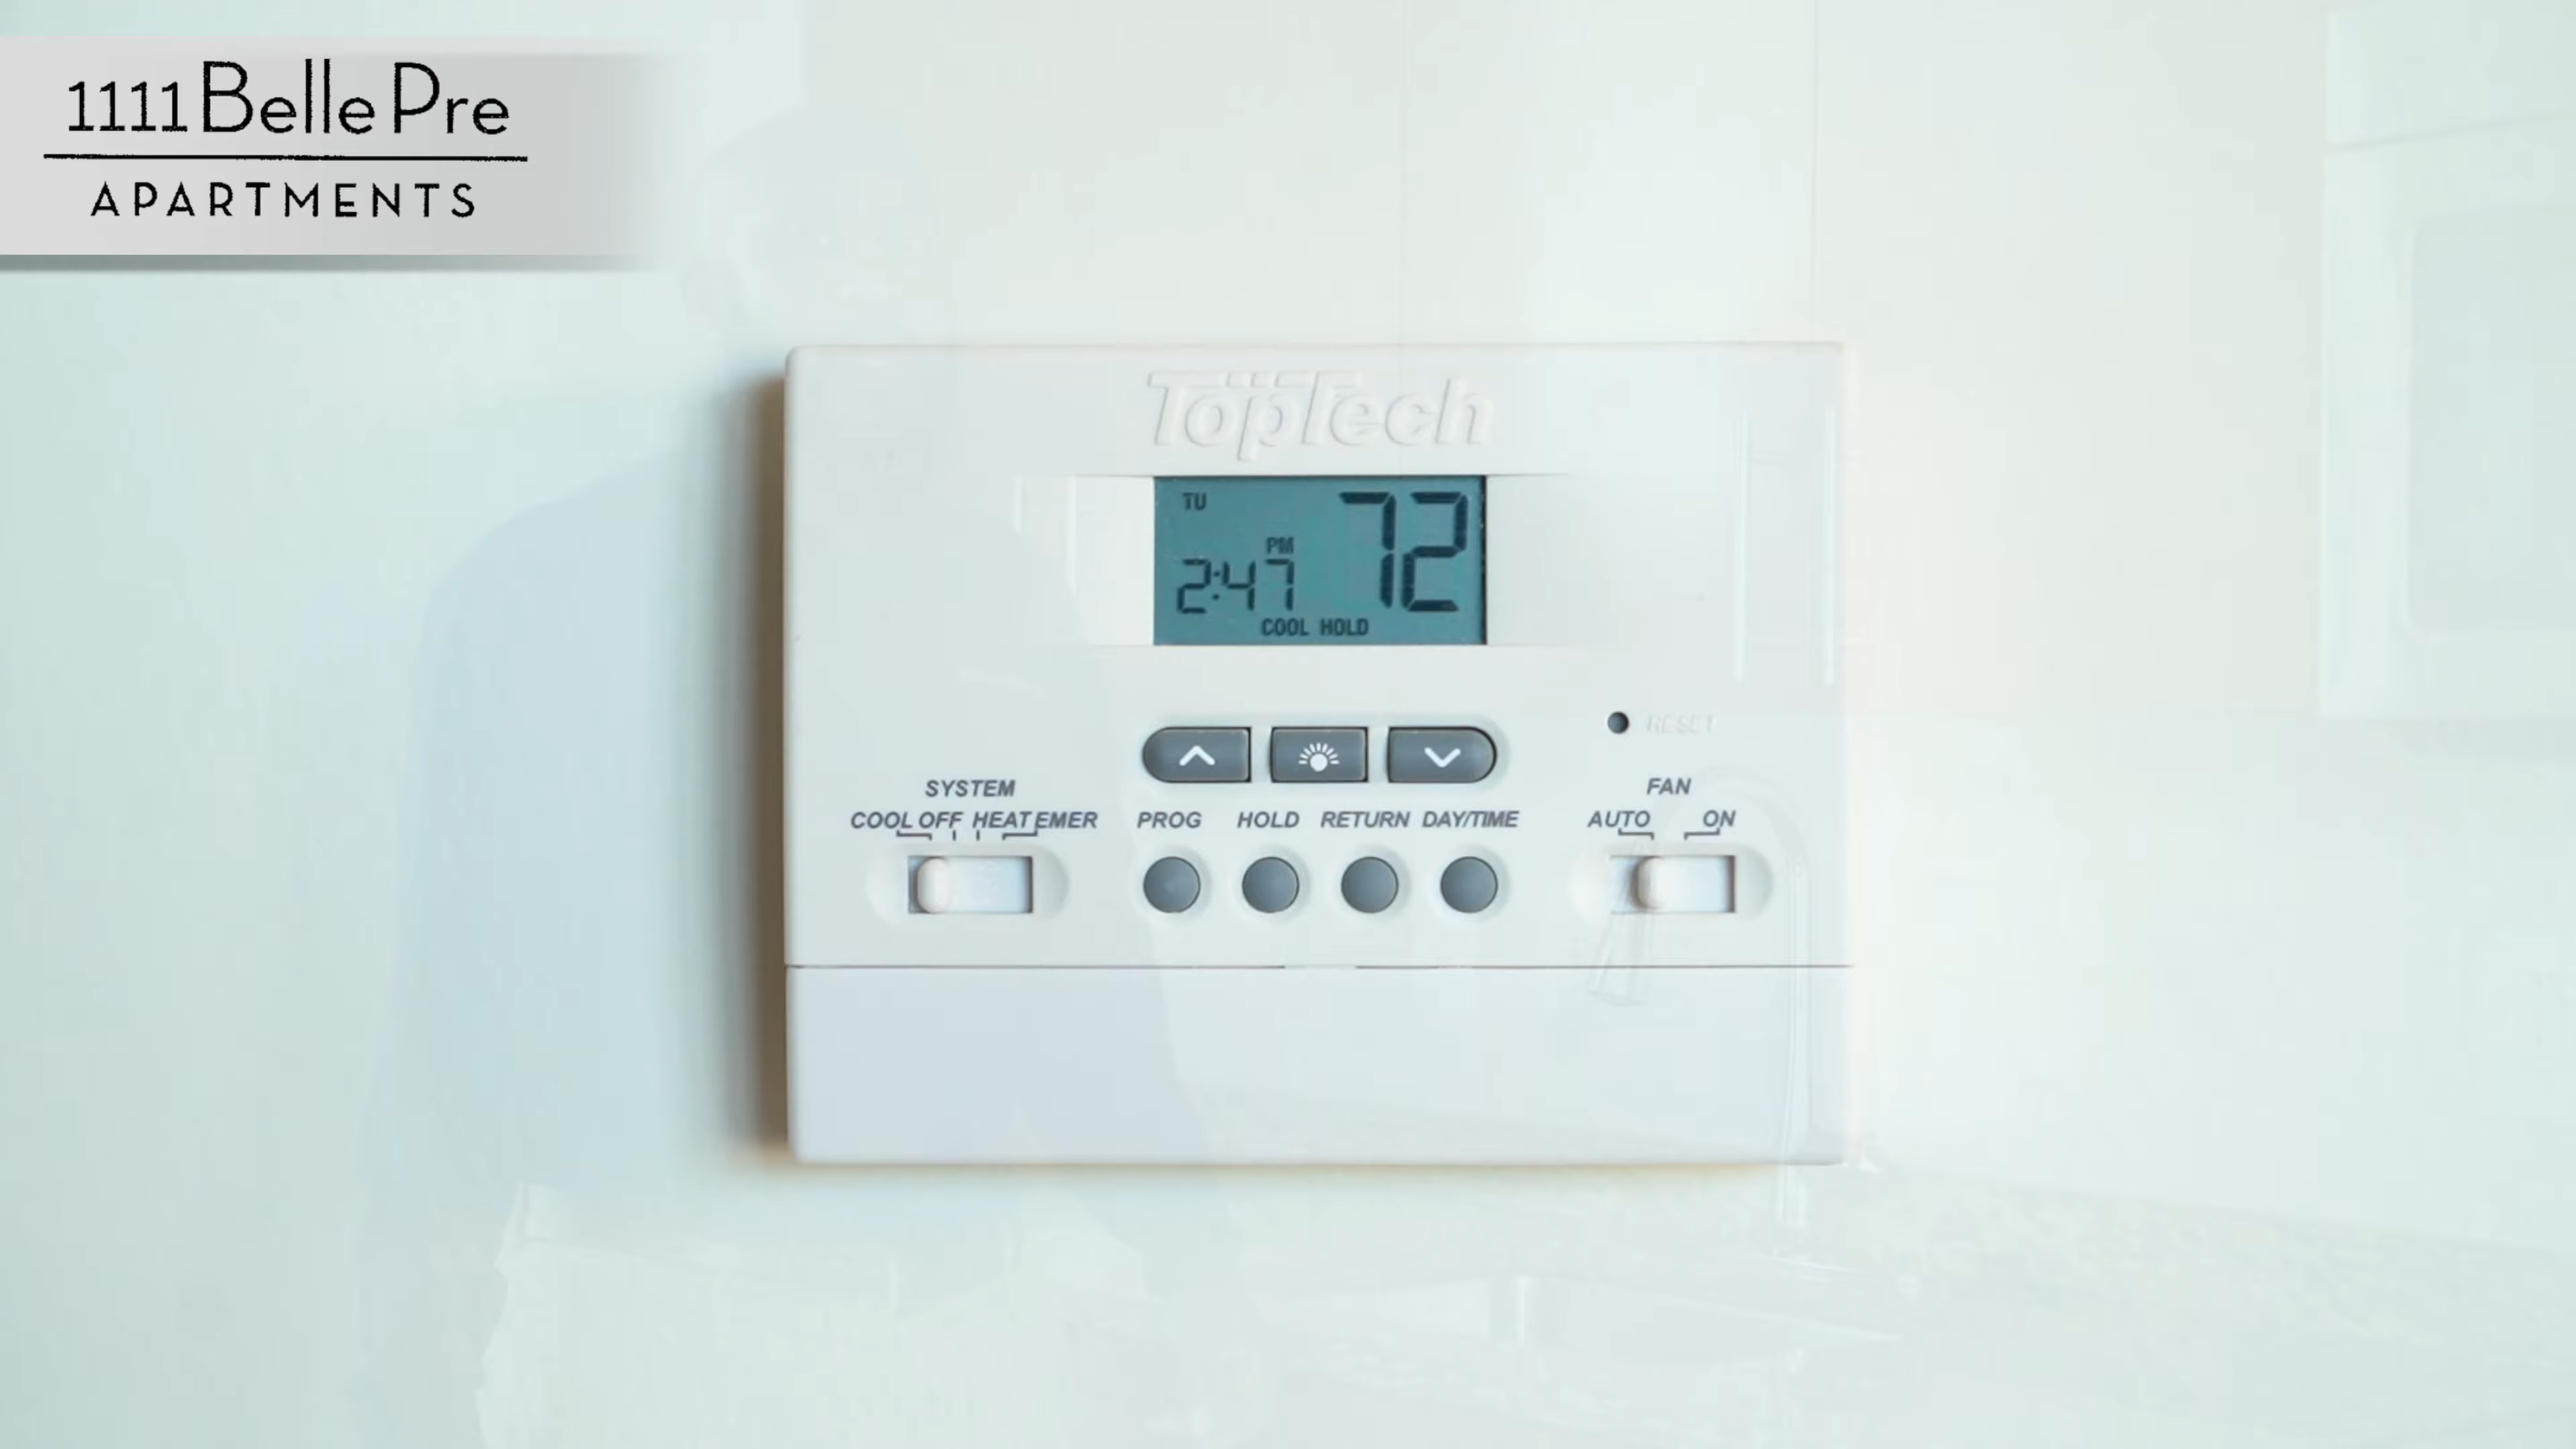 1111 Belle Pre
APARTMENTS
TopTech
TU
72
PM
2:47
COOL HOLD
RESET
SYSTEM
COOL OFF HEAT EMER
PROG HOLD RETURN DAY/TIME
FAN
AUTO ON